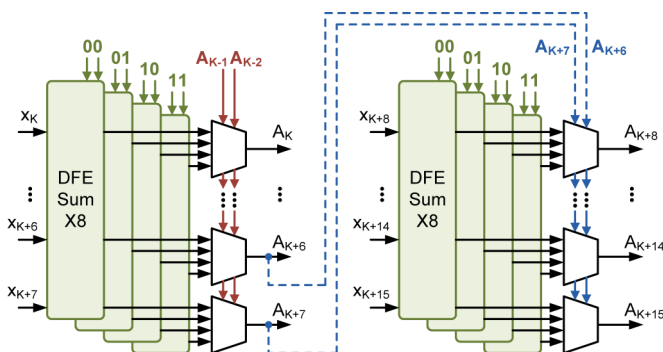 00
01
10
11
A_{K-1} A_{K-2}
x_K
A_K
DFE
Sum
X8
x_{K+6}
A_{K+6}
x_{K+7}
A_{K+7}
00
01
10
11
A_{K+7} A_{K+6}
x_{K+8}
A_{K+8}
DFE
Sum
X8
x_{K+14}
A_{K+14}
x_{K+15}
A_{K+15}